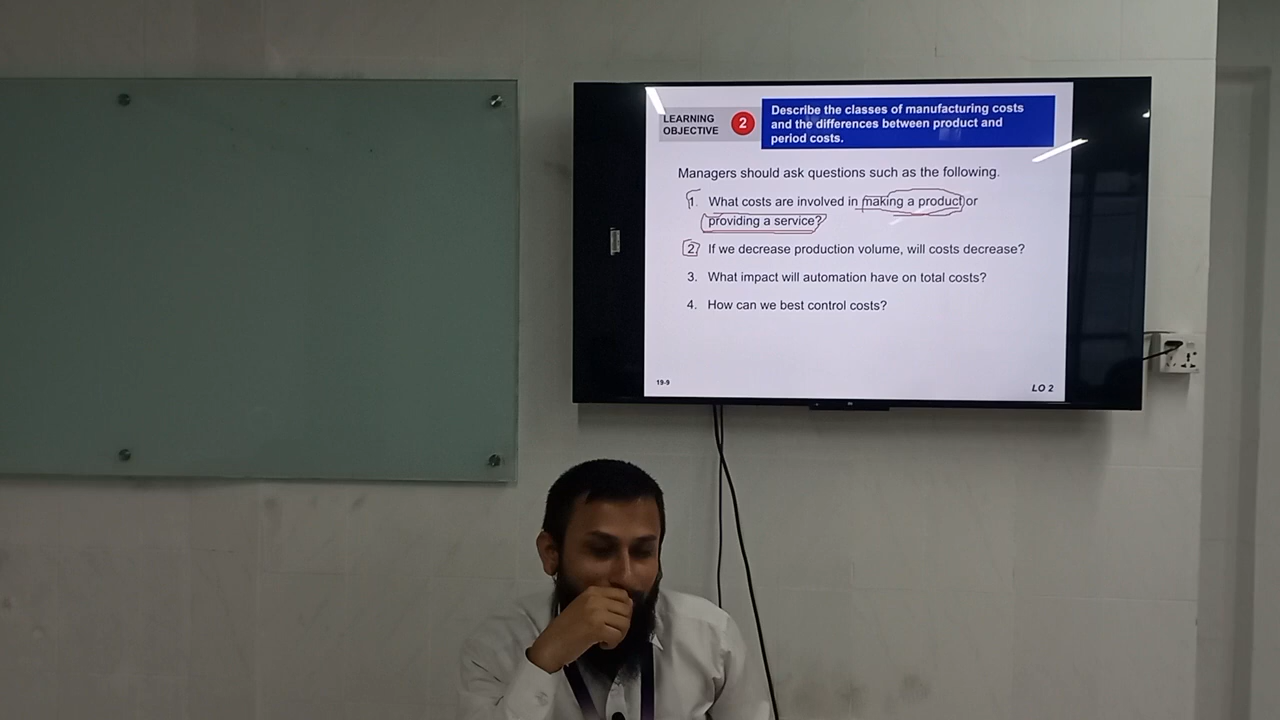 LEARNING
OBJECTIVE
2
Describe the classes of manufacturing costs
and the differences between product and
period costs.
Managers should ask questions such as the following.
1. What costs are involved in making a product or
providing a service?
2. If we decrease production volume, will costs decrease?
3. What impact will automation have on total costs?
4. How can we best control costs?
19-9
LO 2